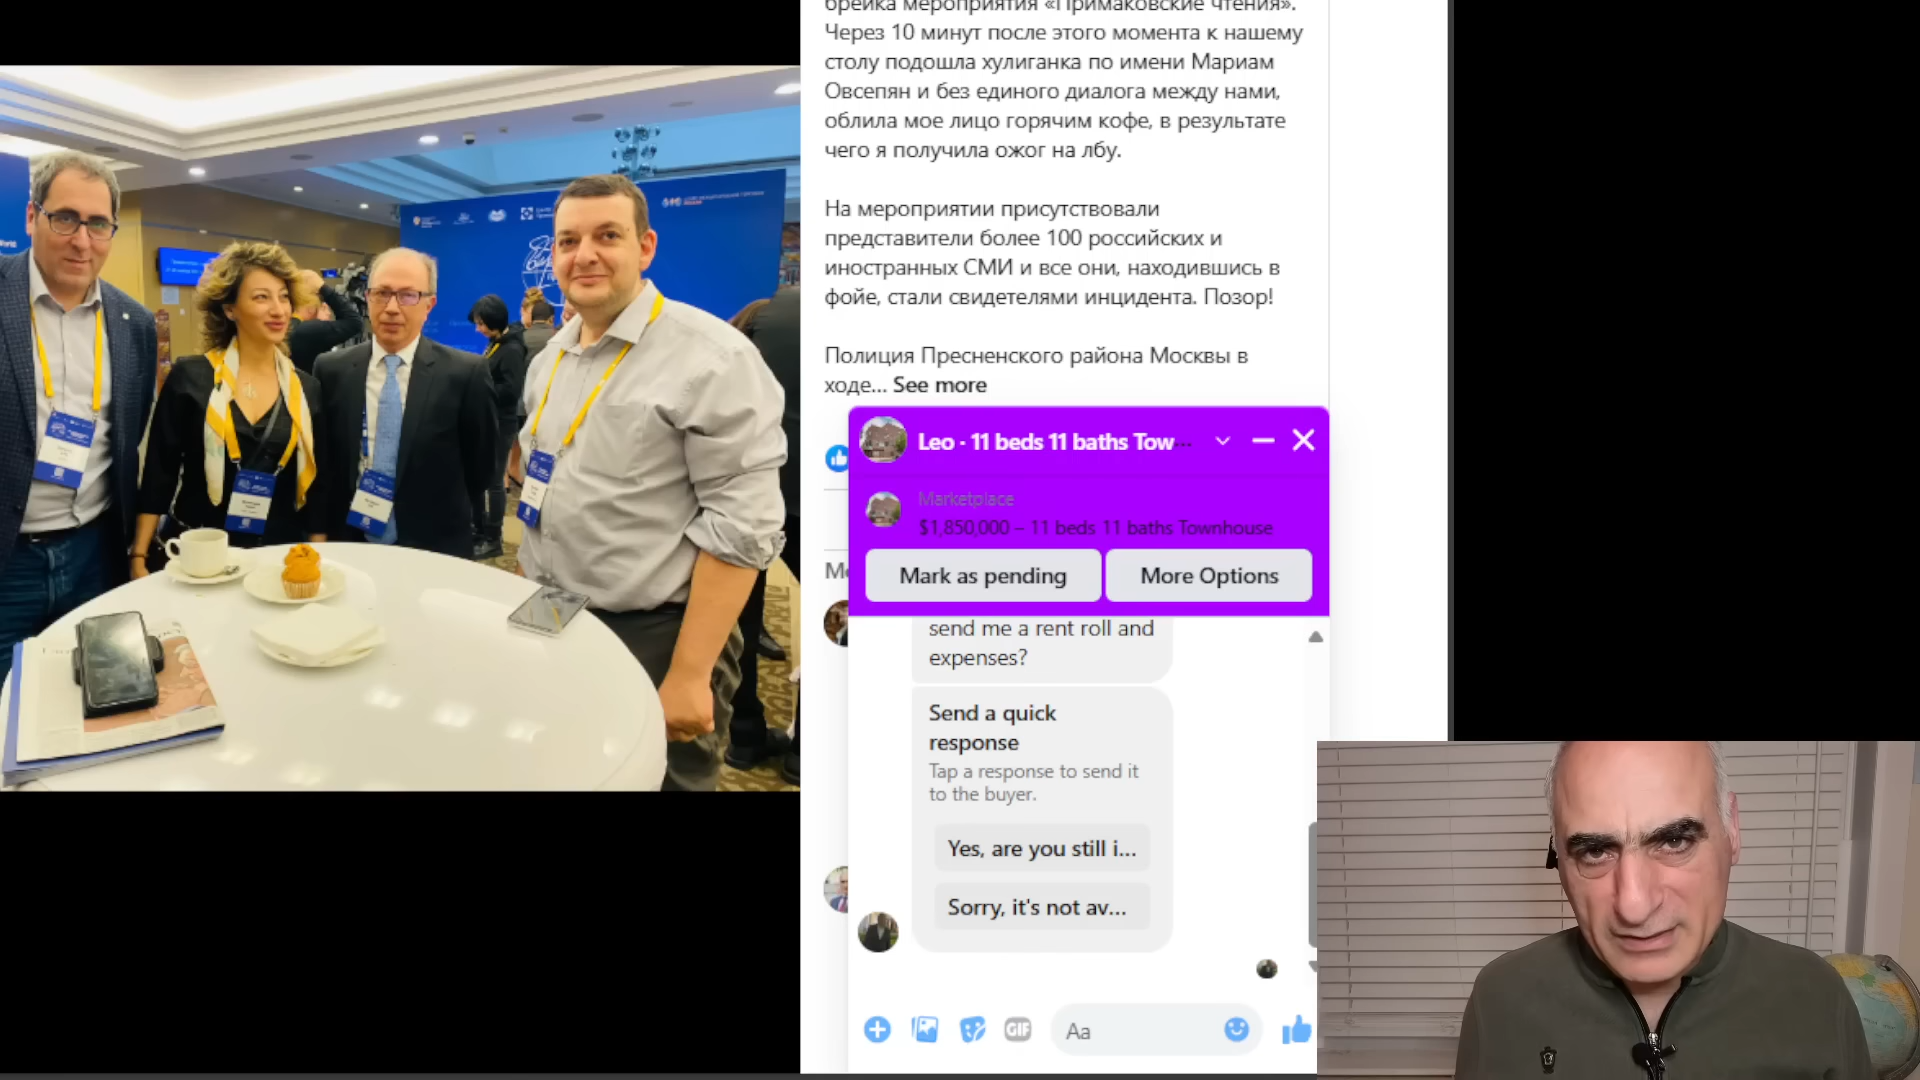 брейка мероприятия «Примаковские чтения».
Через 10 минут после этого момента к нашему
столу подошла хулиганка по имени Мариам
Овсепян и без единого диалога между нами,
облила мое лицо горячим кофе, в результате
чего я получила ожог на лбу.
На мероприятии присутствовали
представители более 100 российских и
иностранных СМИ и все они, находившись в
фойе, стали свидетелями инцидента. Позор!
Полиция Пресненского района Москвы в
ходе... See more
Leo · 11 beds 11 baths Tow...
Marketplace
$1,850,000 – 11 beds 11 baths Townhouse
Mark as pending
More Options
send me a rent roll and
expenses?
Send a quick
response
Tap a response to send it
to the buyer.
Yes, are you still i...
Sorry, it's not av...
GIF
Aa